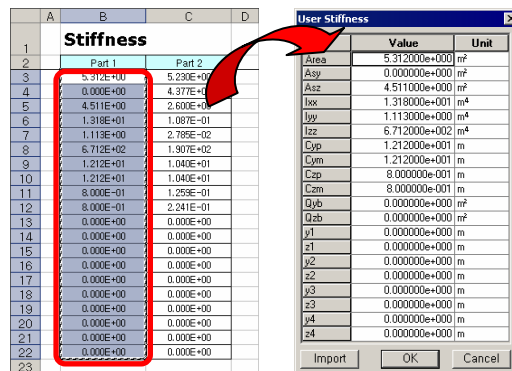 A B C D
1 Stiffness
2 Part 1 Part 2
3 5.312E+00 5.230E+00
4 0.000E+00 4.377E+00
5 4.511E+00 2.600E+00
6 1.318E+01 1.087E-01
7 1.113E+00 2.785E-02
8 6.712E+02 1.907E+02
9 1.212E+01 1.040E+01
10 1.212E+01 1.040E+01
11 8.000E-01 1.259E-01
12 8.000E-01 2.241E-01
13 0.000E+00 0.000E+00
14 0.000E+00 0.000E+00
15 0.000E+00 0.000E+00
16 0.000E+00 0.000E+00
17 0.000E+00 0.000E+00
18 0.000E+00 0.000E+00
19 0.000E+00 0.000E+00
20 0.000E+00 0.000E+00
21 0.000E+00 0.000E+00
22 0.000E+00 0.000E+00
23
User Stiffness
Value Unit
Area 5.312000e+000 m²
Asy 0.000000e+000 m²
Asz 4.511000e+000 m²
Ixx 1.318000e+001 m⁴
Iyy 1.113000e+000 m⁴
Izz 6.712000e+002 m⁴
Cyp 1.212000e+001 m
Cym 1.212000e+001 m
Czp 8.000000e-001 m
Czm 8.000000e-001 m
Qyb 0.000000e+000 m²
Qzb 0.000000e+000 m²
y1 0.000000e+000 m
z1 0.000000e+000 m
y2 0.000000e+000 m
z2 0.000000e+000 m
y3 0.000000e+000 m
z3 0.000000e+000 m
y4 0.000000e+000 m
z4 0.000000e+000 m
Import OK Cancel